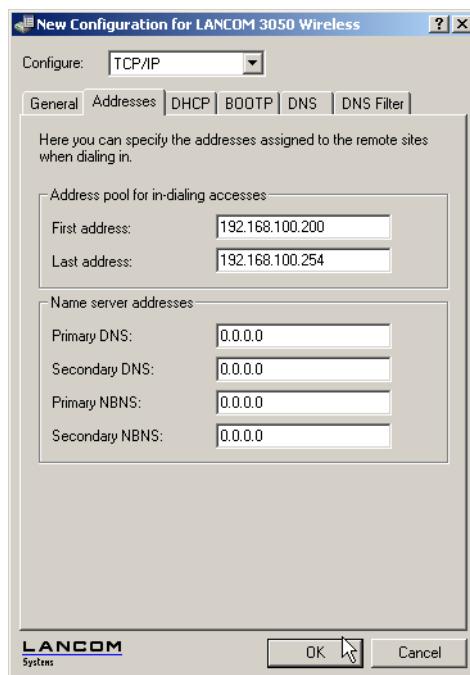 New Configuration for LANCOM 3050 Wireless
Configure: TCP/IP
General Addresses DHCP BOOTP DNS DNS Filter
Here you can specify the addresses assigned to the remote sites
when dialing in.
Address pool for in-dialing accesses
First address: 192.168.100.200
Last address: 192.168.100.254
Name server addresses
Primary DNS: 0.0.0.0
Secondary DNS: 0.0.0.0
Primary NBNS: 0.0.0.0
Secondary NBNS: 0.0.0.0
LANCOM
Systems
OK Cancel